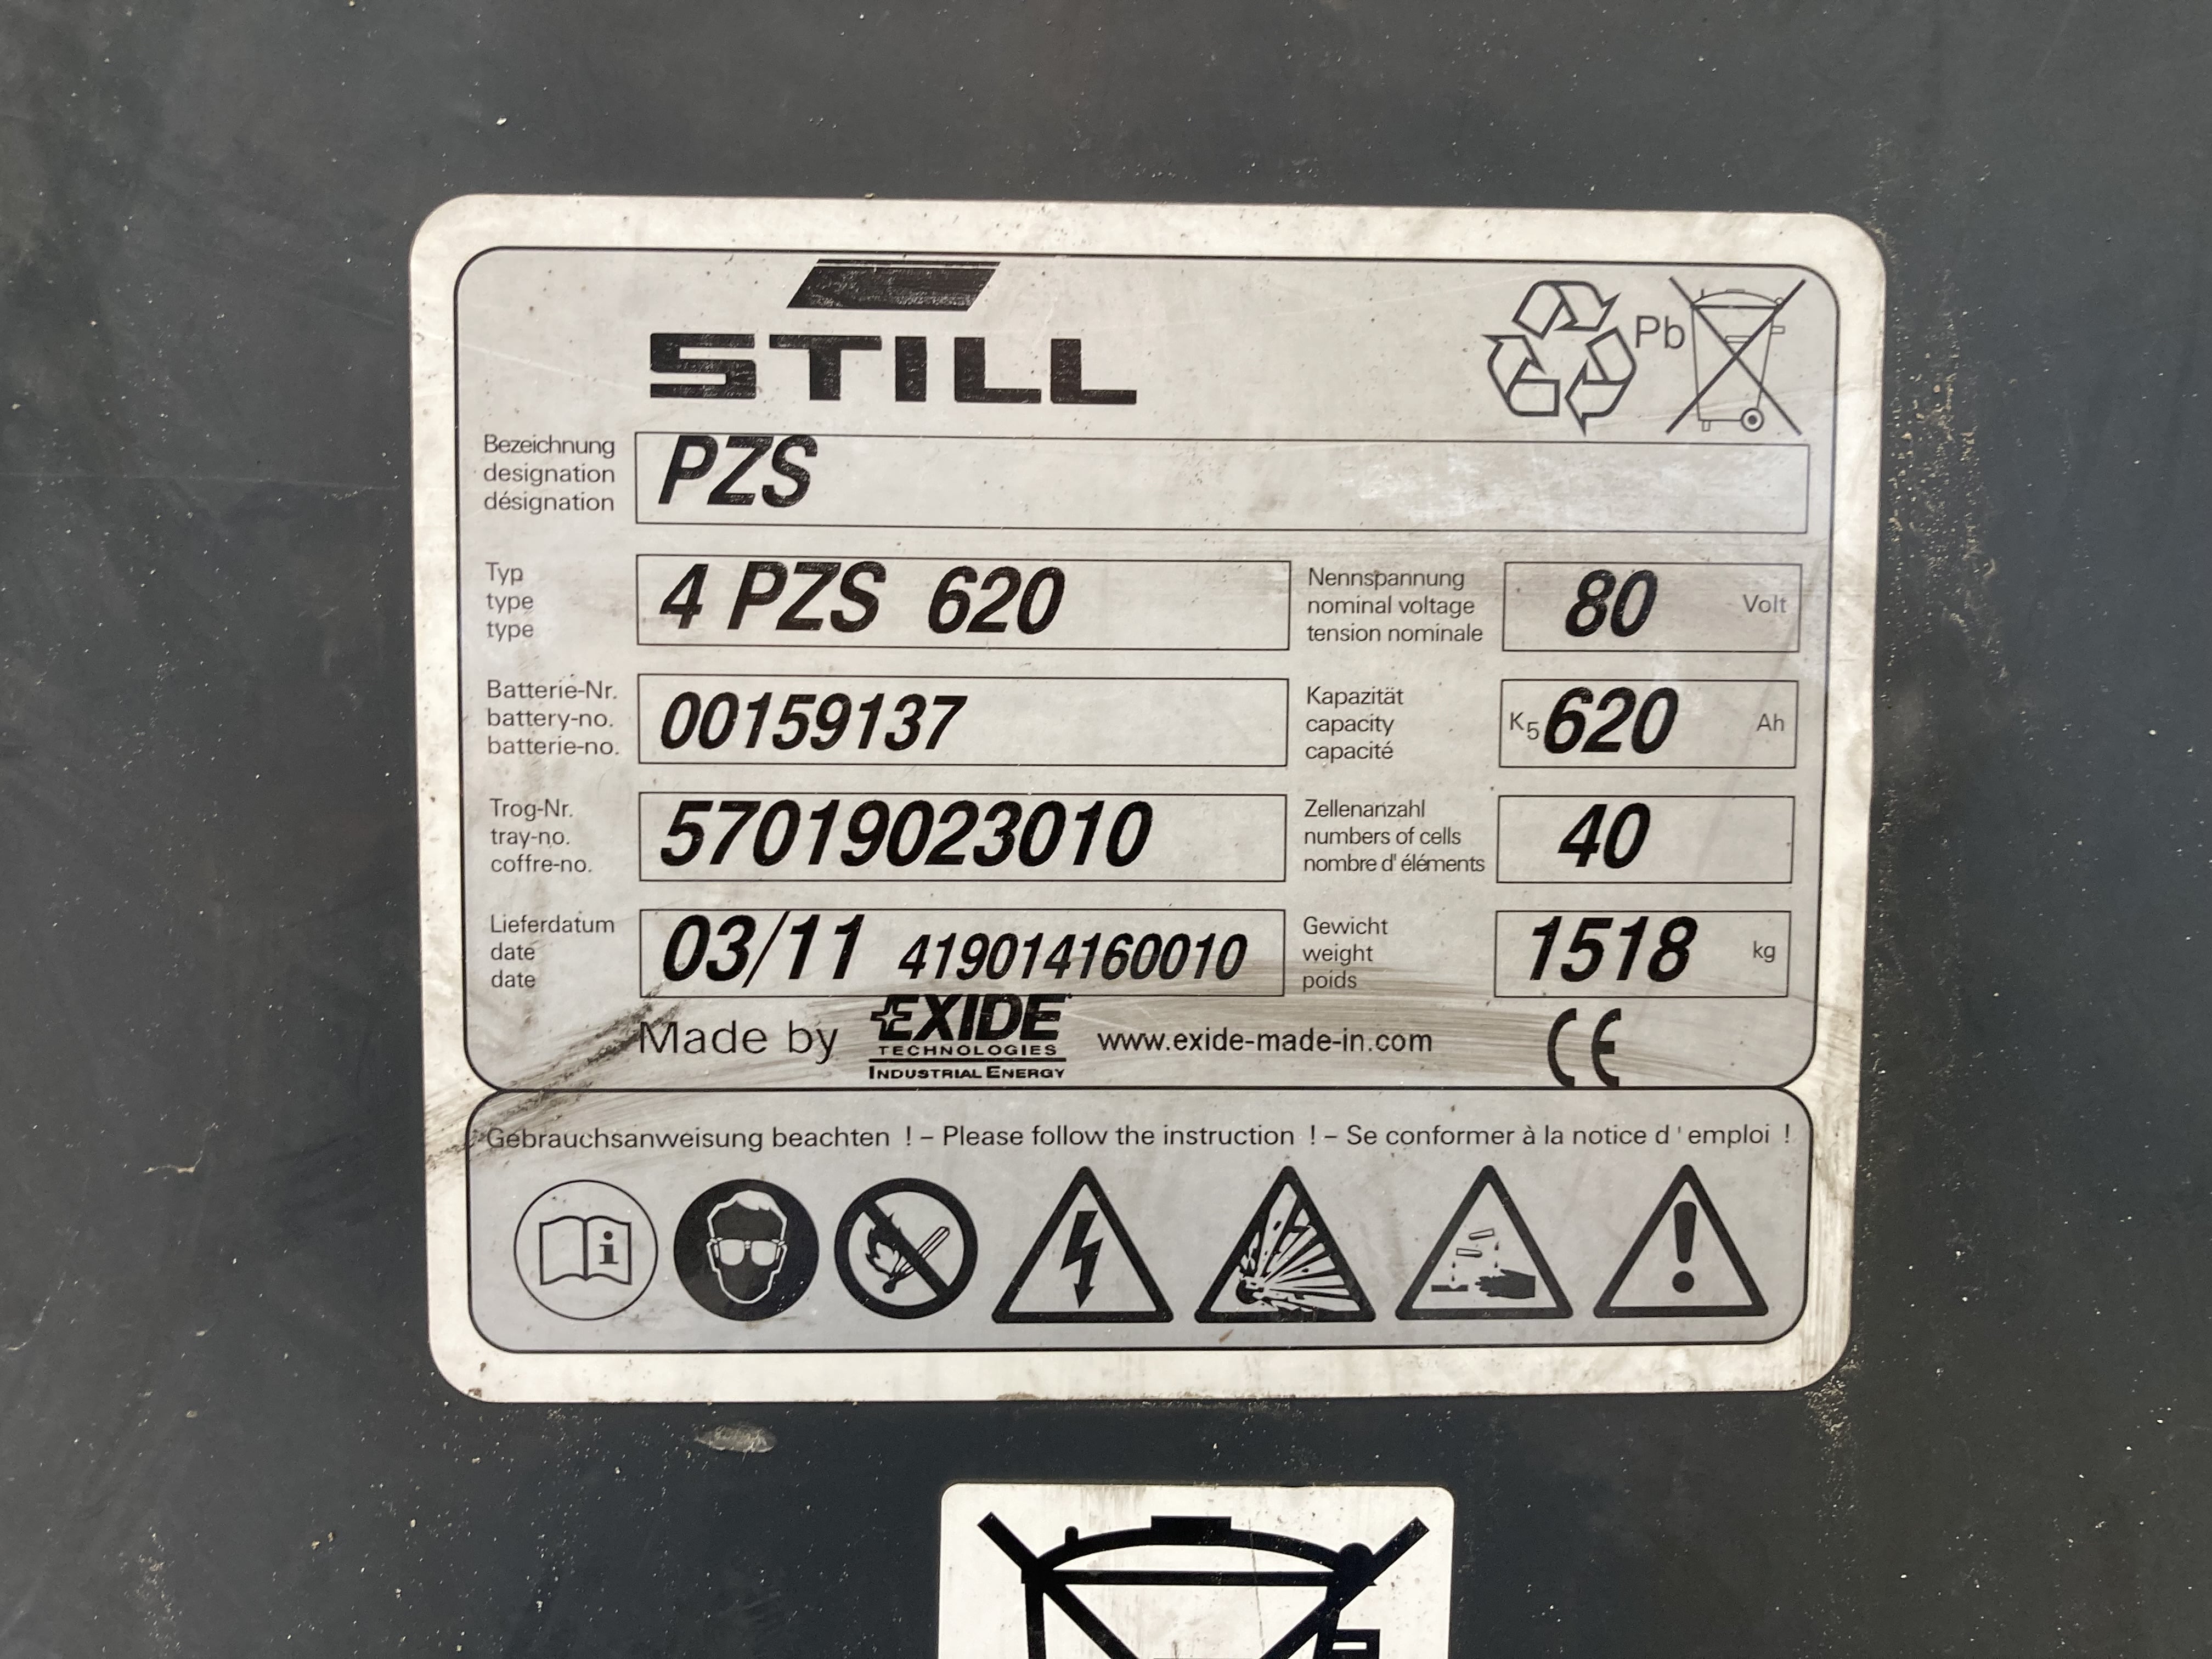 STILL
Pb
Bezeichnung
designation
désignation
PZS
Typ
type
type
4 PZS 620
Nennspannung
nominal voltage
tension nominale
80 Volt
Batterie-Nr.
battery-no.
batterie-no.
00159137
Kapazität
capacity
capacité
K5 620 Ah
Trog-Nr.
tray-no.
coffre-no.
57019023010
Zellenanzahl
numbers of cells
nombre d' éléments
40
Lieferdatum
date
date
03/11 419014160010
Gewicht
weight
poids
1518 kg
Made by EXIDE
TECHNOLOGIES
INDUSTRIAL ENERGY
www.exide-made-in.com
CE
Gebrauchsanweisung beachten ! – Please follow the instruction ! – Se conformer à la notice d ' emploi !
i